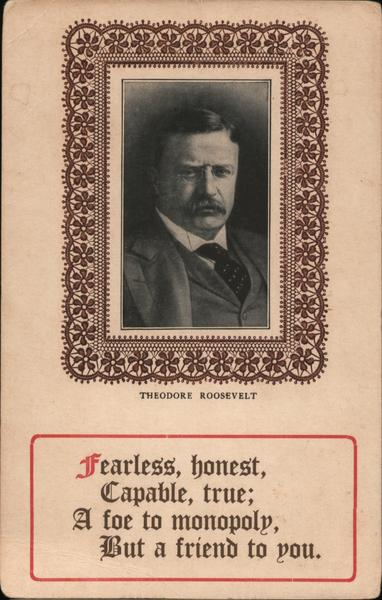 THEODORE ROOSEVELT
Fearless, honest,
Capable, true;
A foe to monopoly,
But a friend to you.